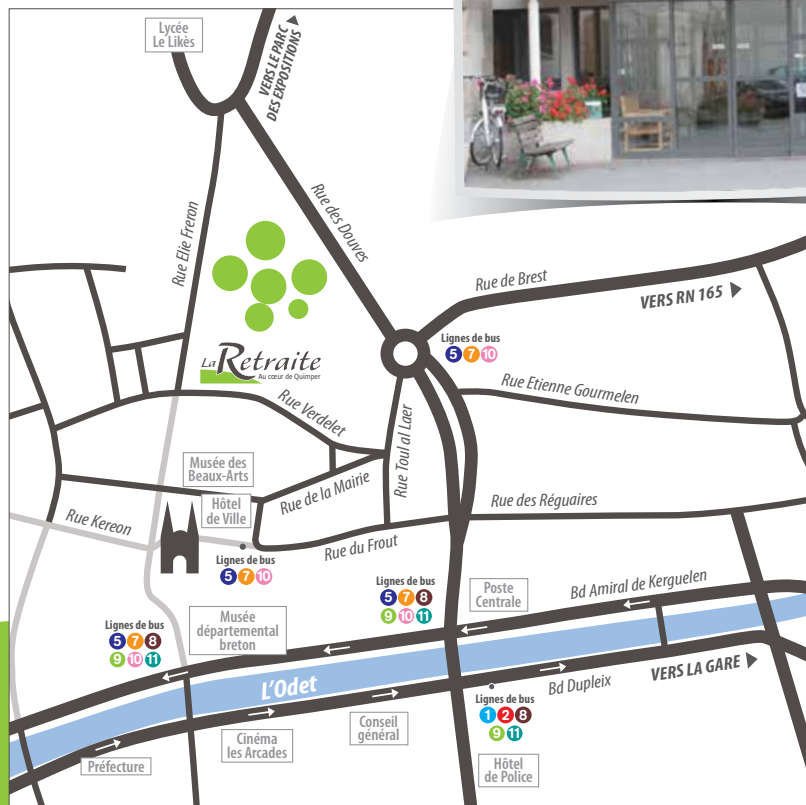 Lycée
Le Likès
VERS LE PARC
DES EXPOSITIONS
Rue Elie Freron
Rue des Douves
Rue de Brest
VERS RN 165
Lignes de bus
5 7 10
La Retraite
Au cœur de Quimper
Rue Etienne Gourmelen
Rue Verdelet
Rue Toul al Laer
Musée des
Beaux-Arts
Rue de la Mairie
Hôtel
de Ville
Rue des Réguaires
Rue Kereon
Rue du Frout
Lignes de bus
5 7 10
Lignes de bus
5 7 8
9 10 11
Poste
Centrale
Bd Amiral de Kerguelen
Musée
départemental
breton
Lignes de bus
5 7 8
9 10 11
L'Odet
VERS LA GARE
Bd Dupleix
Lignes de bus
1 2 8
9 11
Conseil
général
Cinéma
les Arcades
Préfecture
Hôtel
de Police